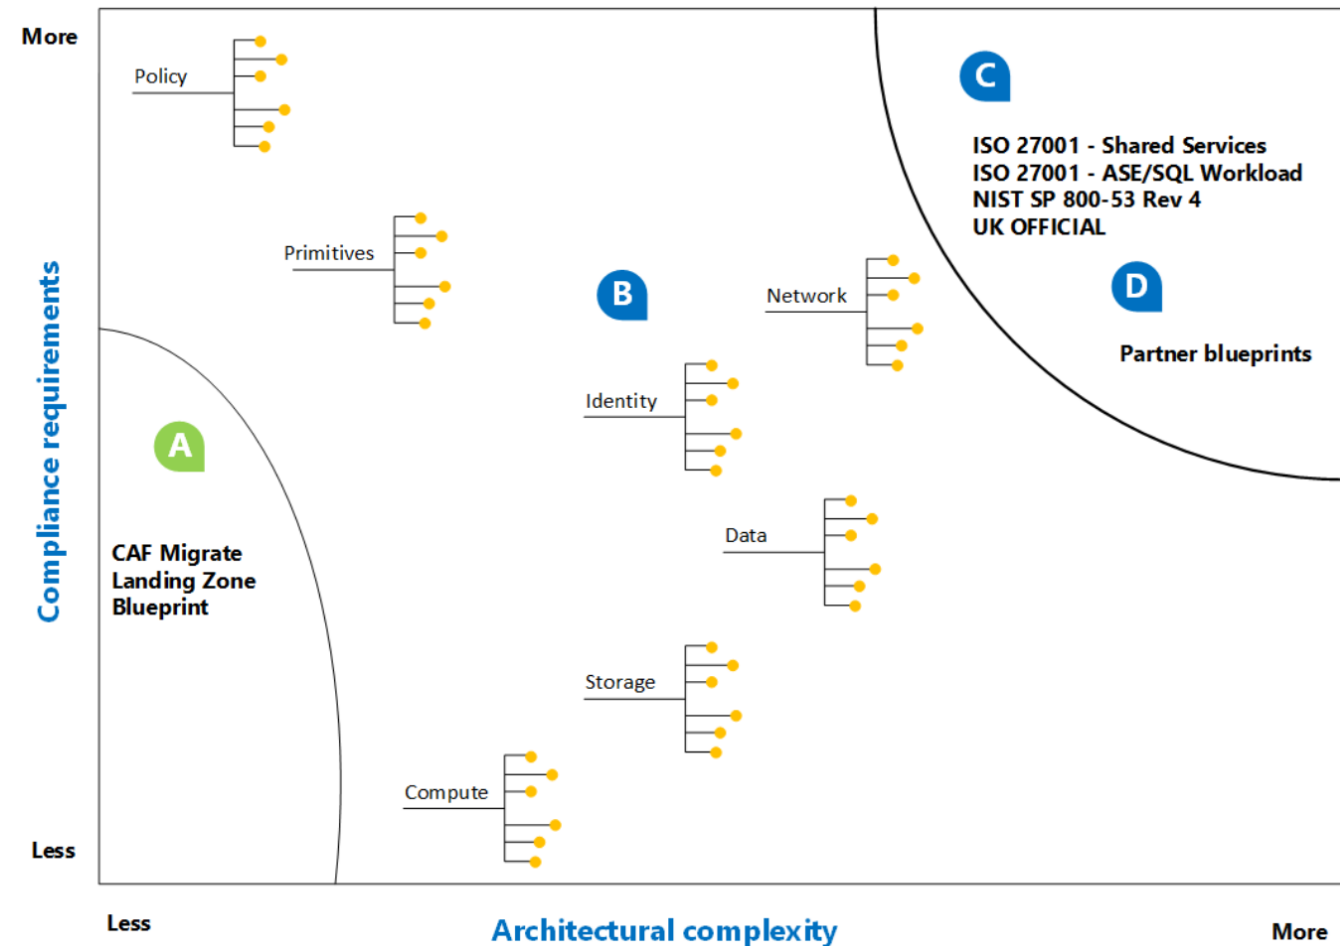 More
Policy
C
ISO 27001 - Shared Services
ISO 27001 - ASE/SQL Workload
NIST SP 800-53 Rev 4
UK OFFICIAL
Primitives
B
Network
D
Partner blueprints
Compliance requirements
Identity
A
CAF Migrate
Landing Zone
Blueprint
Data
Storage
Compute
Less
Less
Architectural complexity
More